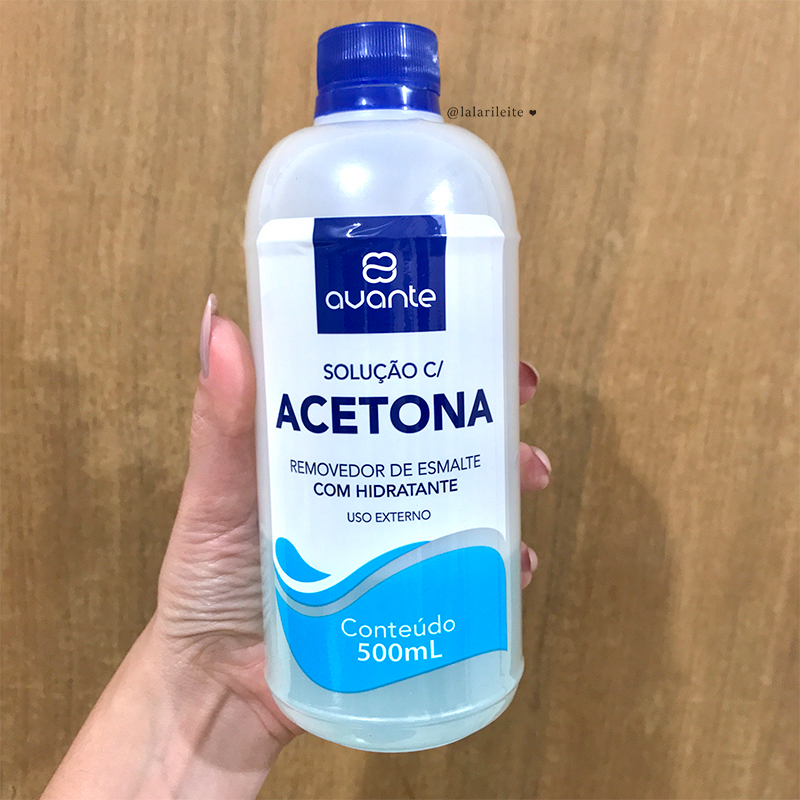 @lalarileite ❤
avante
SOLUÇÃO C/
ACETONA
REMOVEDOR DE ESMALTE
COM HIDRATANTE
USO EXTERNO
Conteúdo
500mL